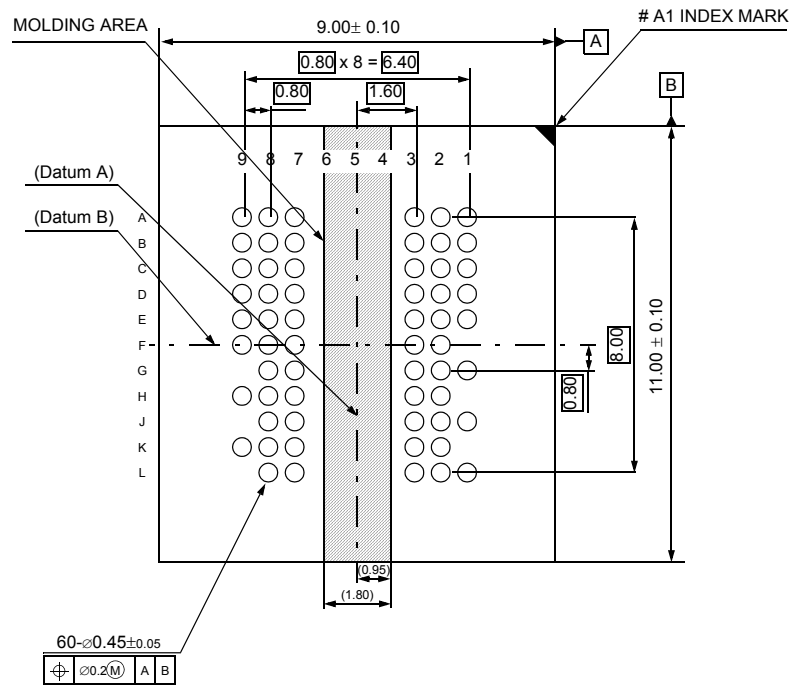 MOLDING AREA
9.00± 0.10
# A1 INDEX MARK
A
0.80 x 8 = 6.40
B
0.80
1.60
9 8 7 6 5 4 3 2 1
(Datum A)
(Datum B)
A
B
C
D
E
F
G
H
J
K
L
8.00
0.80
11.00 ± 0.10
(0.95)
(1.80)
60-∅0.45±0.05
⌖ ∅0.2Ⓜ A B